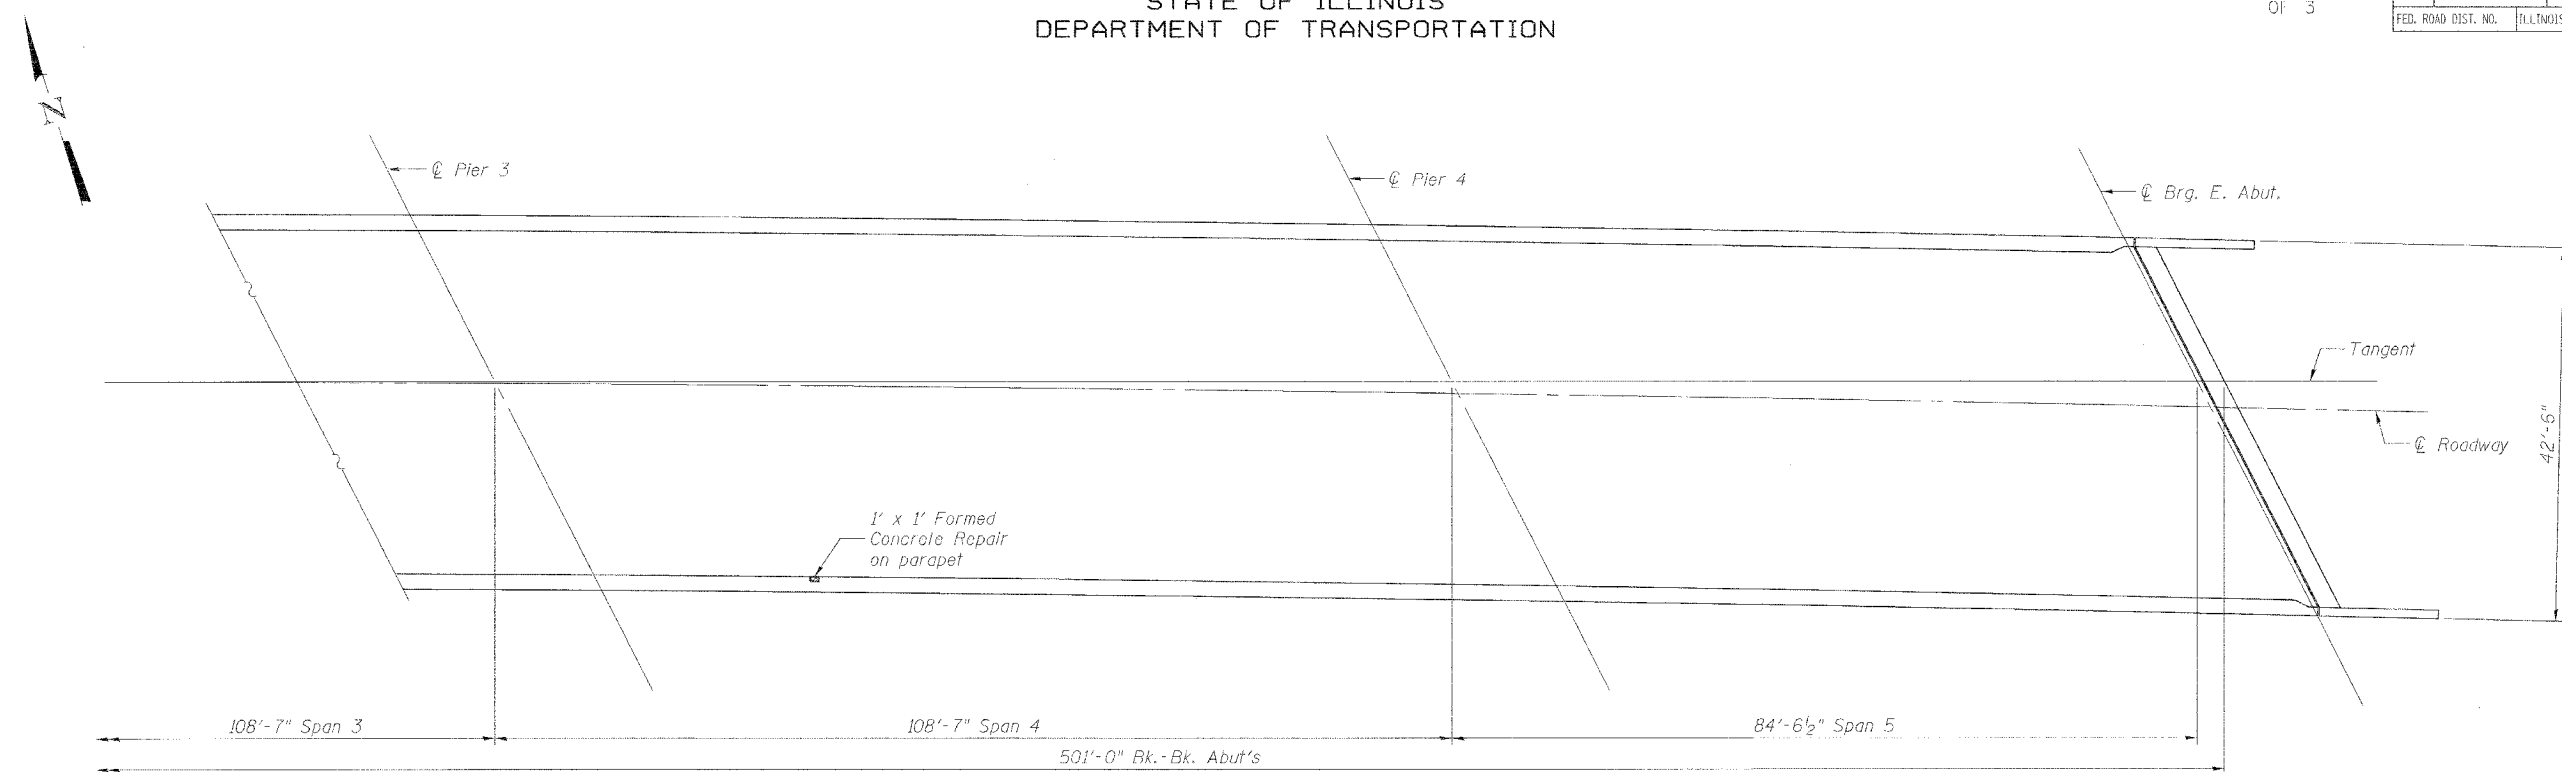 STATE OF ILLINOIS
DEPARTMENT OF TRANSPORTATION
OF 3
FED. ROAD DIST. NO.
ILLINOIS
N
℄ Pier 3
℄ Pier 4
℄ Brg. E. Abut.
Tangent
℄ Roadway
42'-6"
1' x 1' Formed
Concrete Repair
on parapet
108'-7" Span 3
108'-7" Span 4
84'-6½" Span 5
501'-0" Bk.-Bk. Abut's